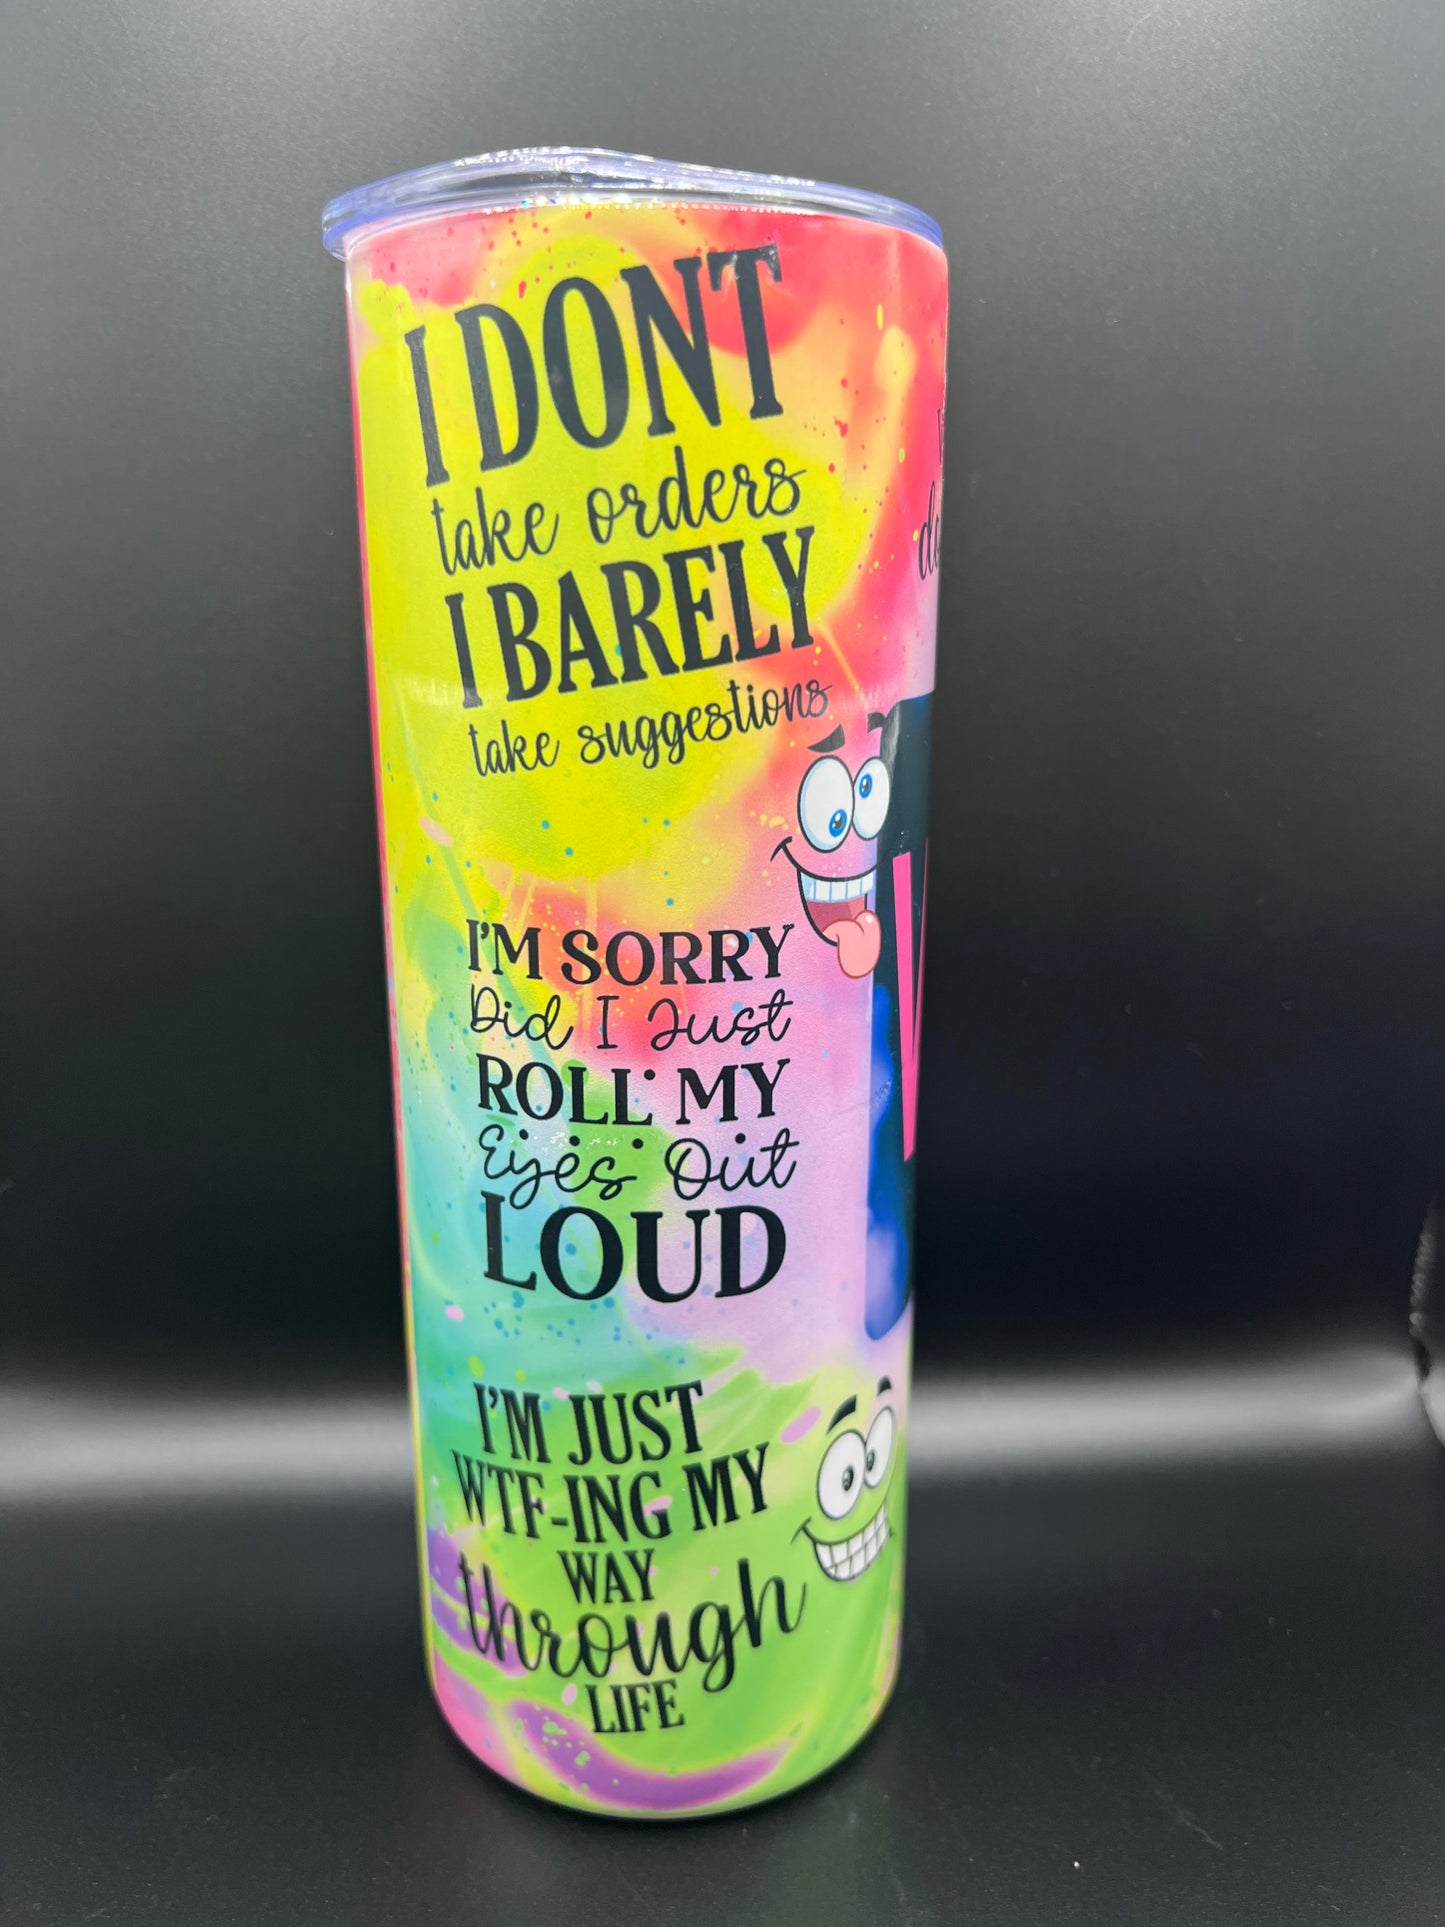 I DONT
take orders
I BARELY
take suggestions
I'M SORRY
Did I Just
ROLL MY
Eyes Out
LOUD
I'M JUST
WTF-ING MY
WAY
through
LIFE